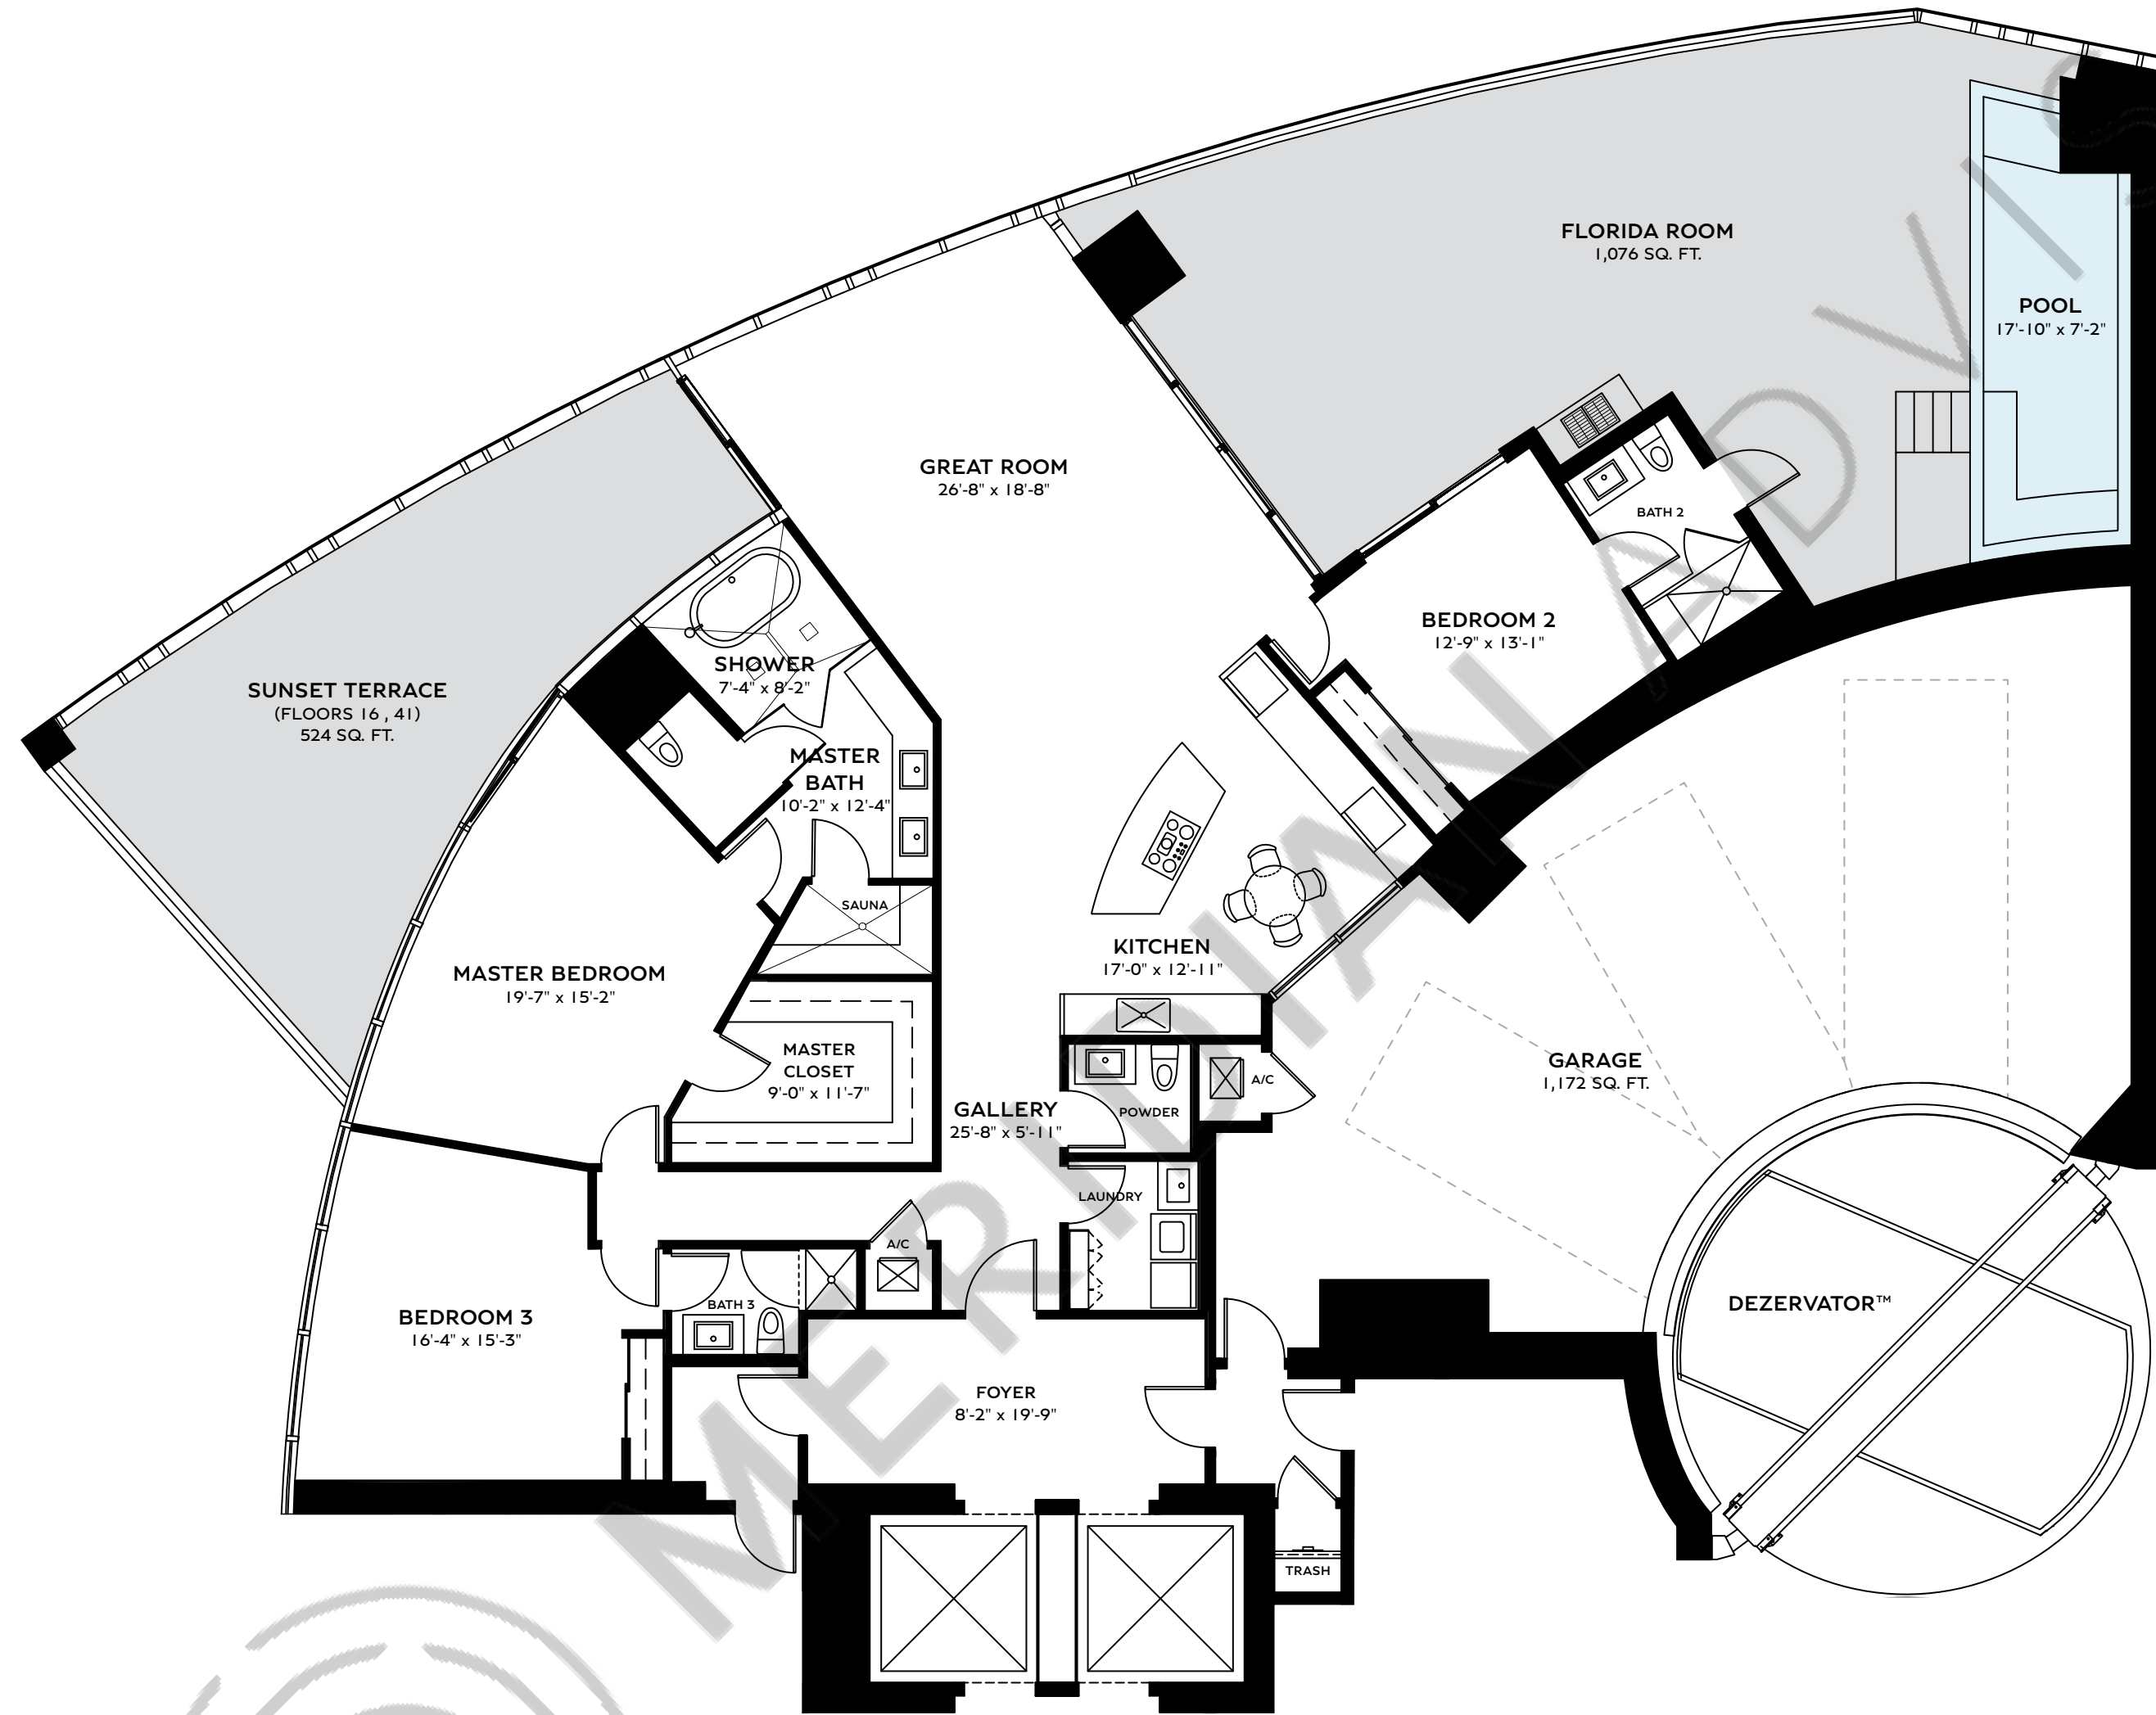 FLORIDA ROOM
1,076 SQ. FT.
POOL
17'-10" x 7'-2"
GREAT ROOM
26'-8" x 18'-8"
BATH 2
BEDROOM 2
12'-9" x 13'-1"
SHOWER
7'-4" x 8'-2"
SUNSET TERRACE
(FLOORS 16 , 41)
524 SQ. FT.
MASTER
BATH
10'-2" x 12'-4"
SAUNA
KITCHEN
17'-0" x 12'-11"
MASTER BEDROOM
19'-7" x 15'-2"
MASTER
CLOSET
9'-0" x 11'-7"
A/C
GARAGE
1,172 SQ. FT.
GALLERY
25'-8" x 5'-11"
POWDER
LAUNDRY
A/C
BATH 3
BEDROOM 3
16'-4" x 15'-3"
DEZERVATOR™
FOYER
8'-2" x 19'-9"
TRASH
MERIDIAN ADVIS